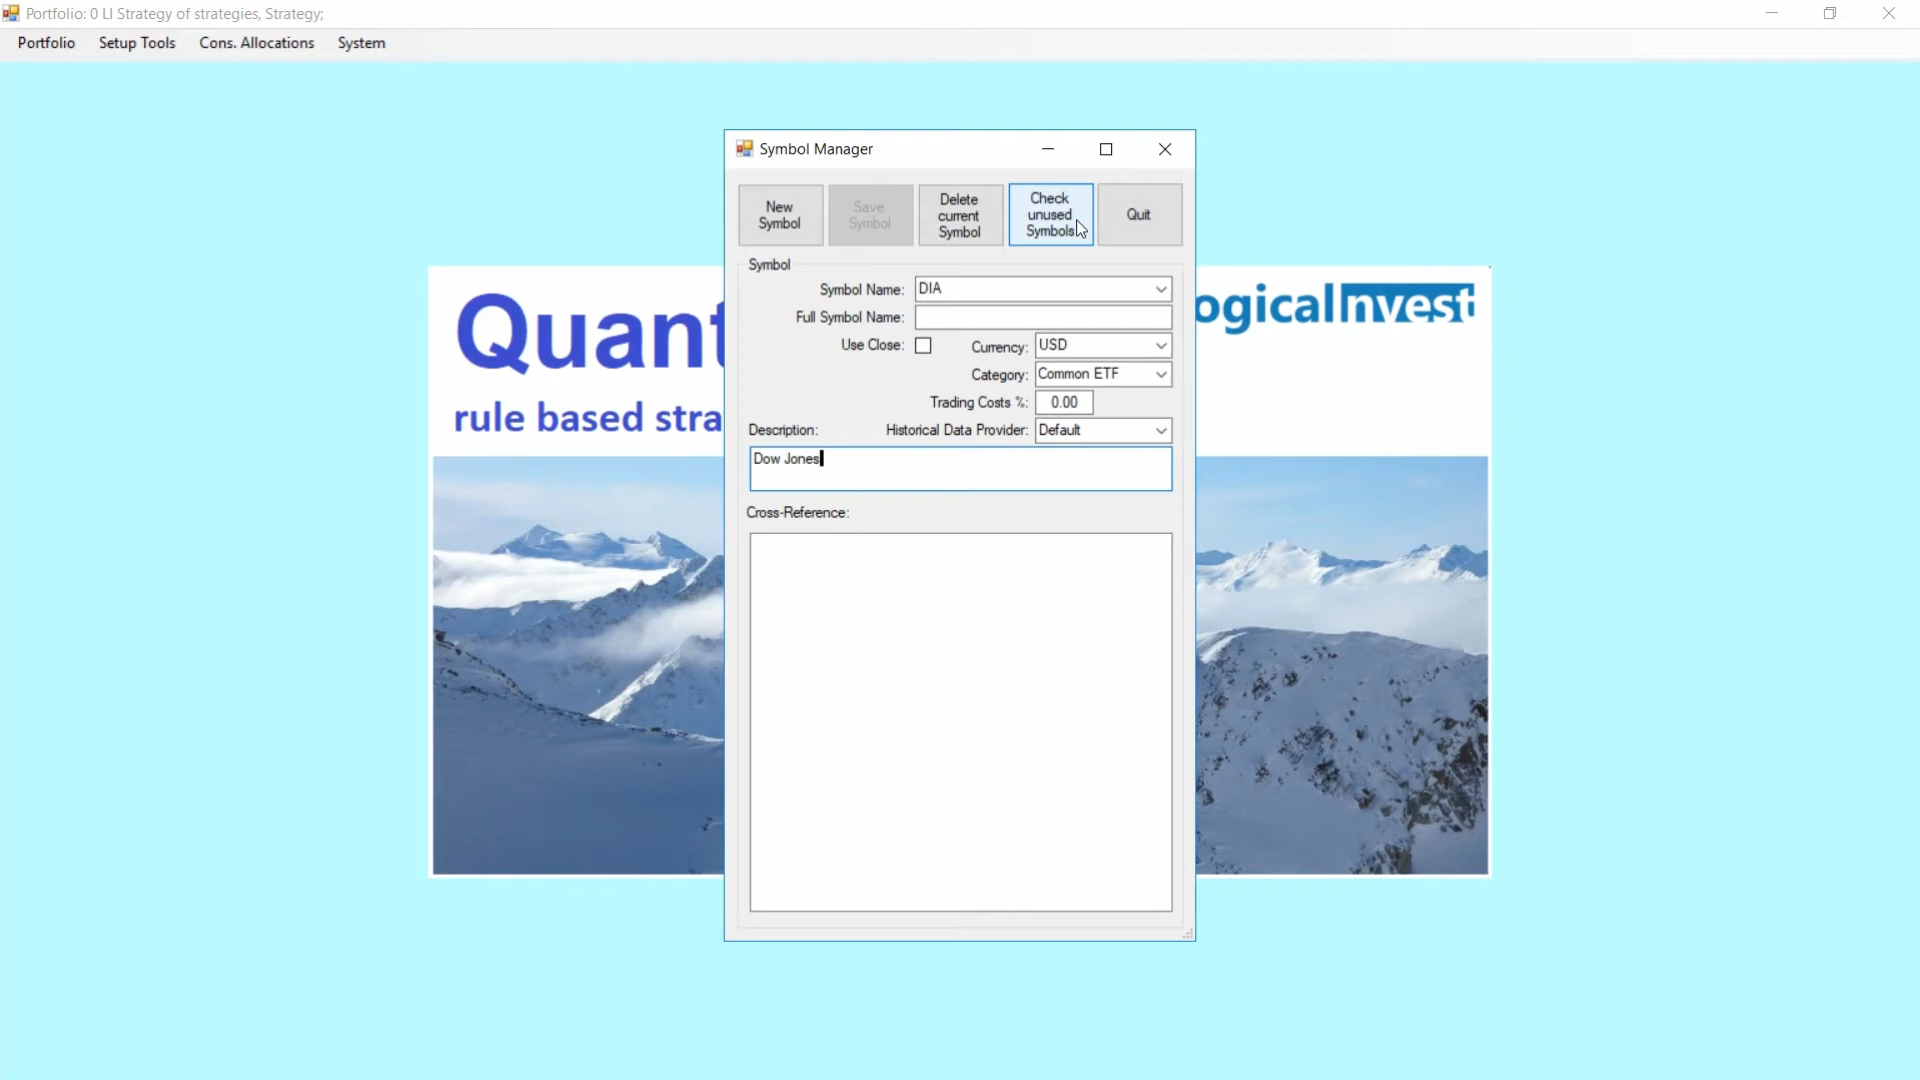 Portfolio: 0 LI Strategy of strategies, Strategy;
Portfolio Setup Tools Cons. Allocations System
Symbol Manager
New Symbol
Save Symbol
Delete current Symbol
Check unused Symbols
Quit
Symbol
Symbol Name: DIA
Full Symbol Name:
Use Close: Currency: USD
Category: Common ETF
Trading Costs %: 0.00
Description: Historical Data Provider: Default
Dow Jones
Cross-Reference:
Quant
ogicalInvest
rule based stra